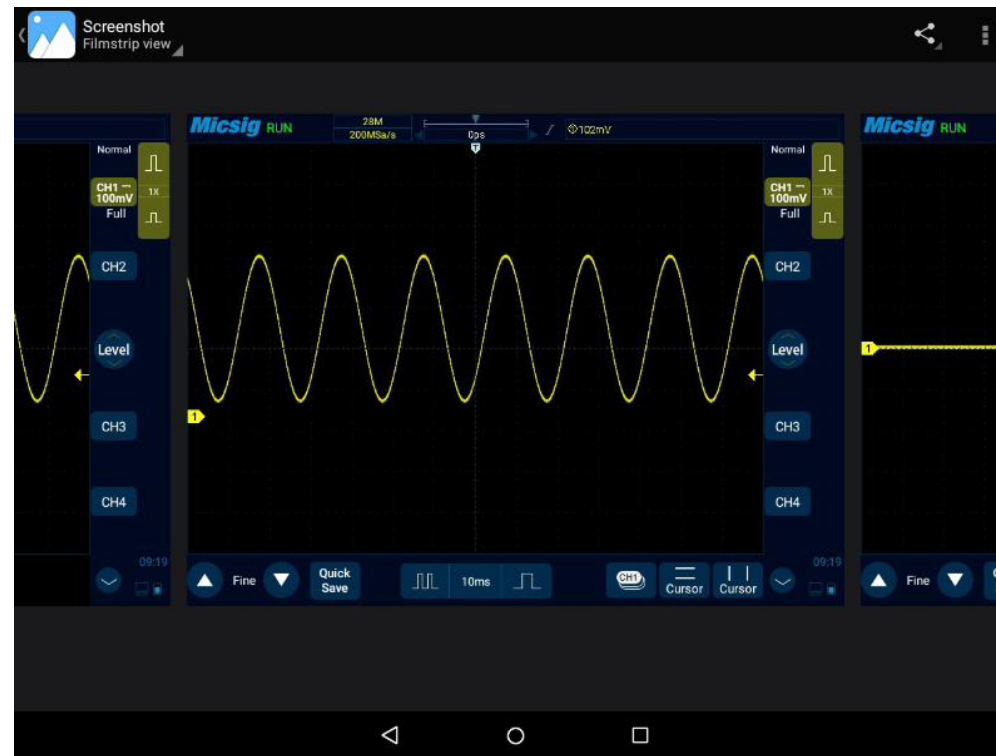 Screenshot
Filmstrip view
Normal
CH1
100mV
Full
1X
CH2
Level
CH3
CH4
09:19
Micsig RUN
28M
200MSa/s
0ps
T
102mV
1
Normal
CH1
100mV
Full
1X
CH2
Level
CH3
CH4
09:19
Fine
Quick
Save
10ms
CH1
Cursor
Cursor
Micsig RUN
1
Fine